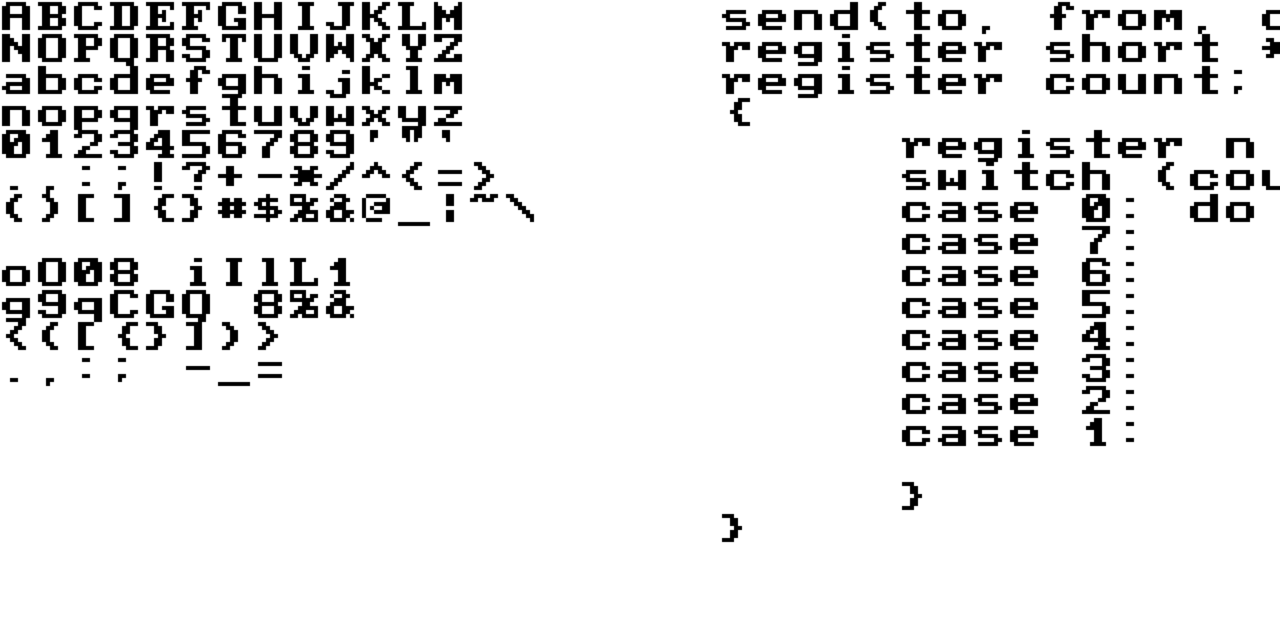 ABCDEFGHIJKLM
NOPQRSTUVWXYZ
abcdefghijklm
nopqrstuvwxyz
0123456789'"`
.,:;!?+-*/^<=>
()[]{}#$%&@_¦~\
oO08 iIlL1
g9qCGQ 8%&
<([{}])>
.,:; -_=
send(to, from, c
register short *
register count;
{
register n
switch (cou
case 0: do
case 7:
case 6:
case 5:
case 4:
case 3:
case 2:
case 1:
}
}